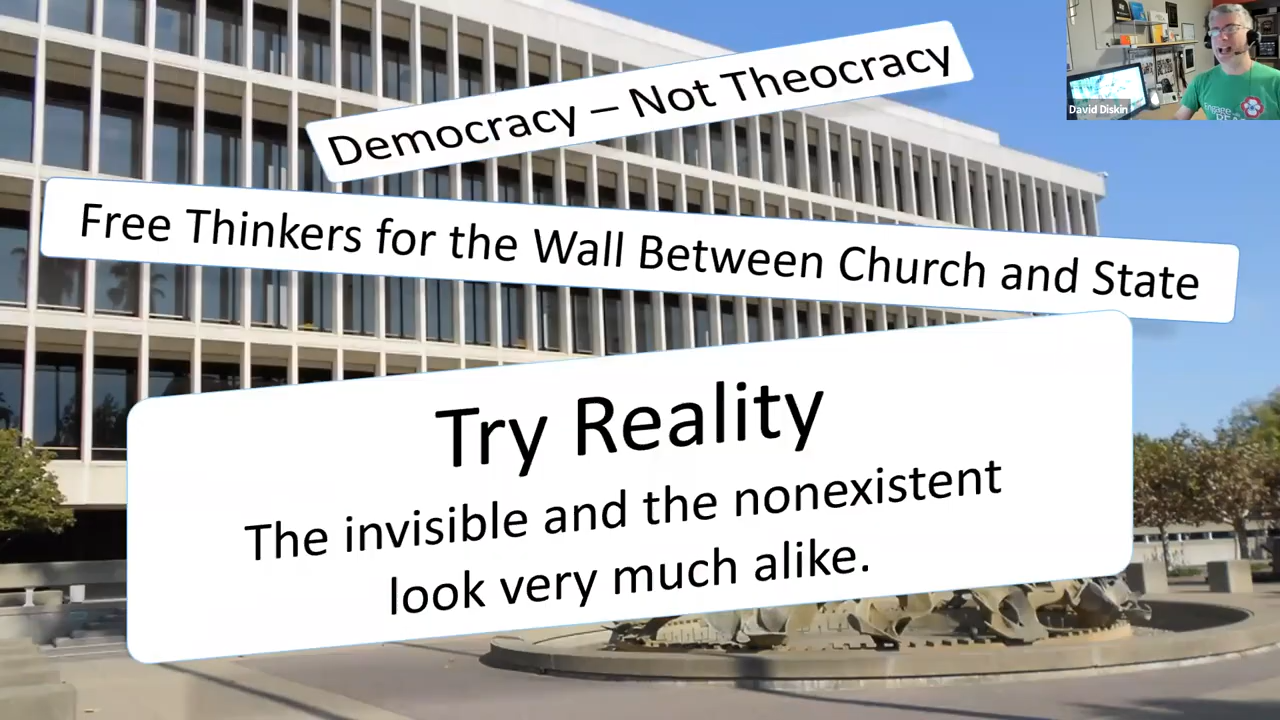 Democracy – Not Theocracy
Free Thinkers for the Wall Between Church and State
Try Reality
The invisible and the nonexistent
look very much alike.
David Diskin
Engage